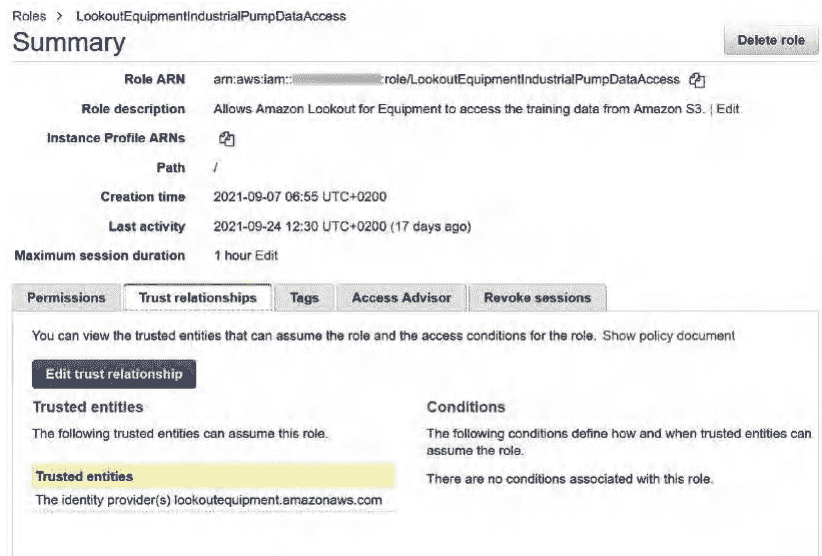 Roles > LookoutEquipmentIndustrialPumpDataAccess
Summary
Delete role
Role ARN arn:aws:iam:: :role/LookoutEquipmentIndustrialPumpDataAccess
Role description Allows Amazon Lookout for Equipment to access the training data from Amazon S3. | Edit
Instance Profile ARNs
Path /
Creation time 2021-09-07 06:55 UTC+0200
Last activity 2021-09-24 12:30 UTC+0200 (17 days ago)
Maximum session duration 1 hour Edit
Permissions Trust relationships Tags Access Advisor Revoke sessions
You can view the trusted entities that can assume the role and the access conditions for the role. Show policy document
Edit trust relationship
Trusted entities
The following trusted entities can assume this role.
Trusted entities
The identity provider(s) lookoutequipment.amazonaws.com
Conditions
The following conditions define how and when trusted entities can
assume the role.
There are no conditions associated with this role.